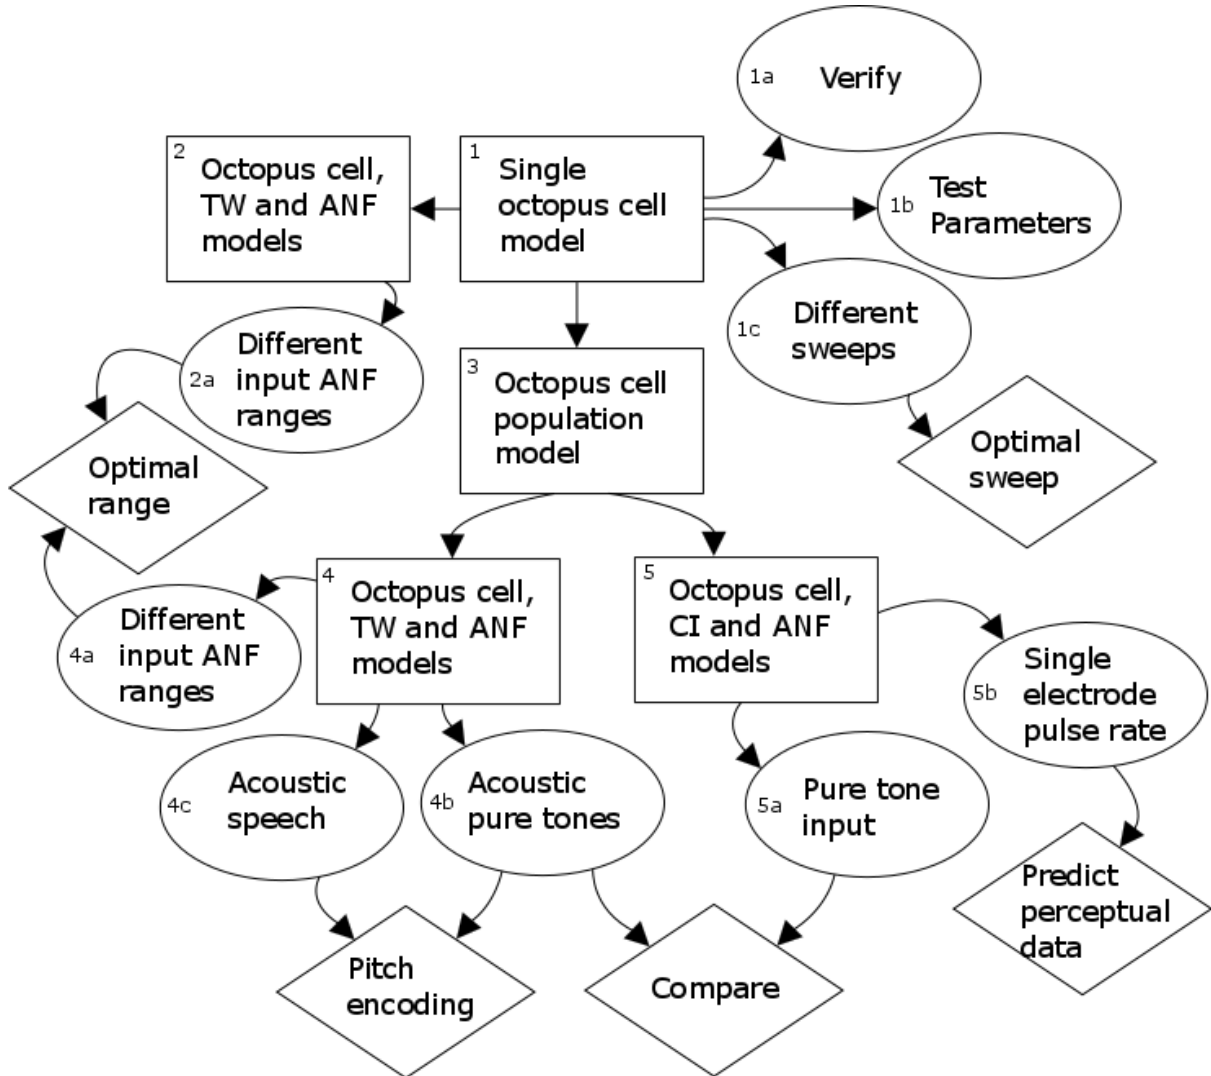 1a
Verify
2
Octopus cell,
TW and ANF
models
1
Single
octopus cell
model
1b
Test
Parameters
1c
Different
sweeps
2a
Different
input ANF
ranges
3
Octopus cell
population
model
Optimal
range
Optimal
sweep
4
Octopus cell,
TW and ANF
models
5
Octopus cell,
CI and ANF
models
4a
Different
input ANF
ranges
5b
Single
electrode
pulse rate
4c
Acoustic
speech
4b
Acoustic
pure tones
5a
Pure tone
input
Predict
perceptual
data
Pitch
encoding
Compare